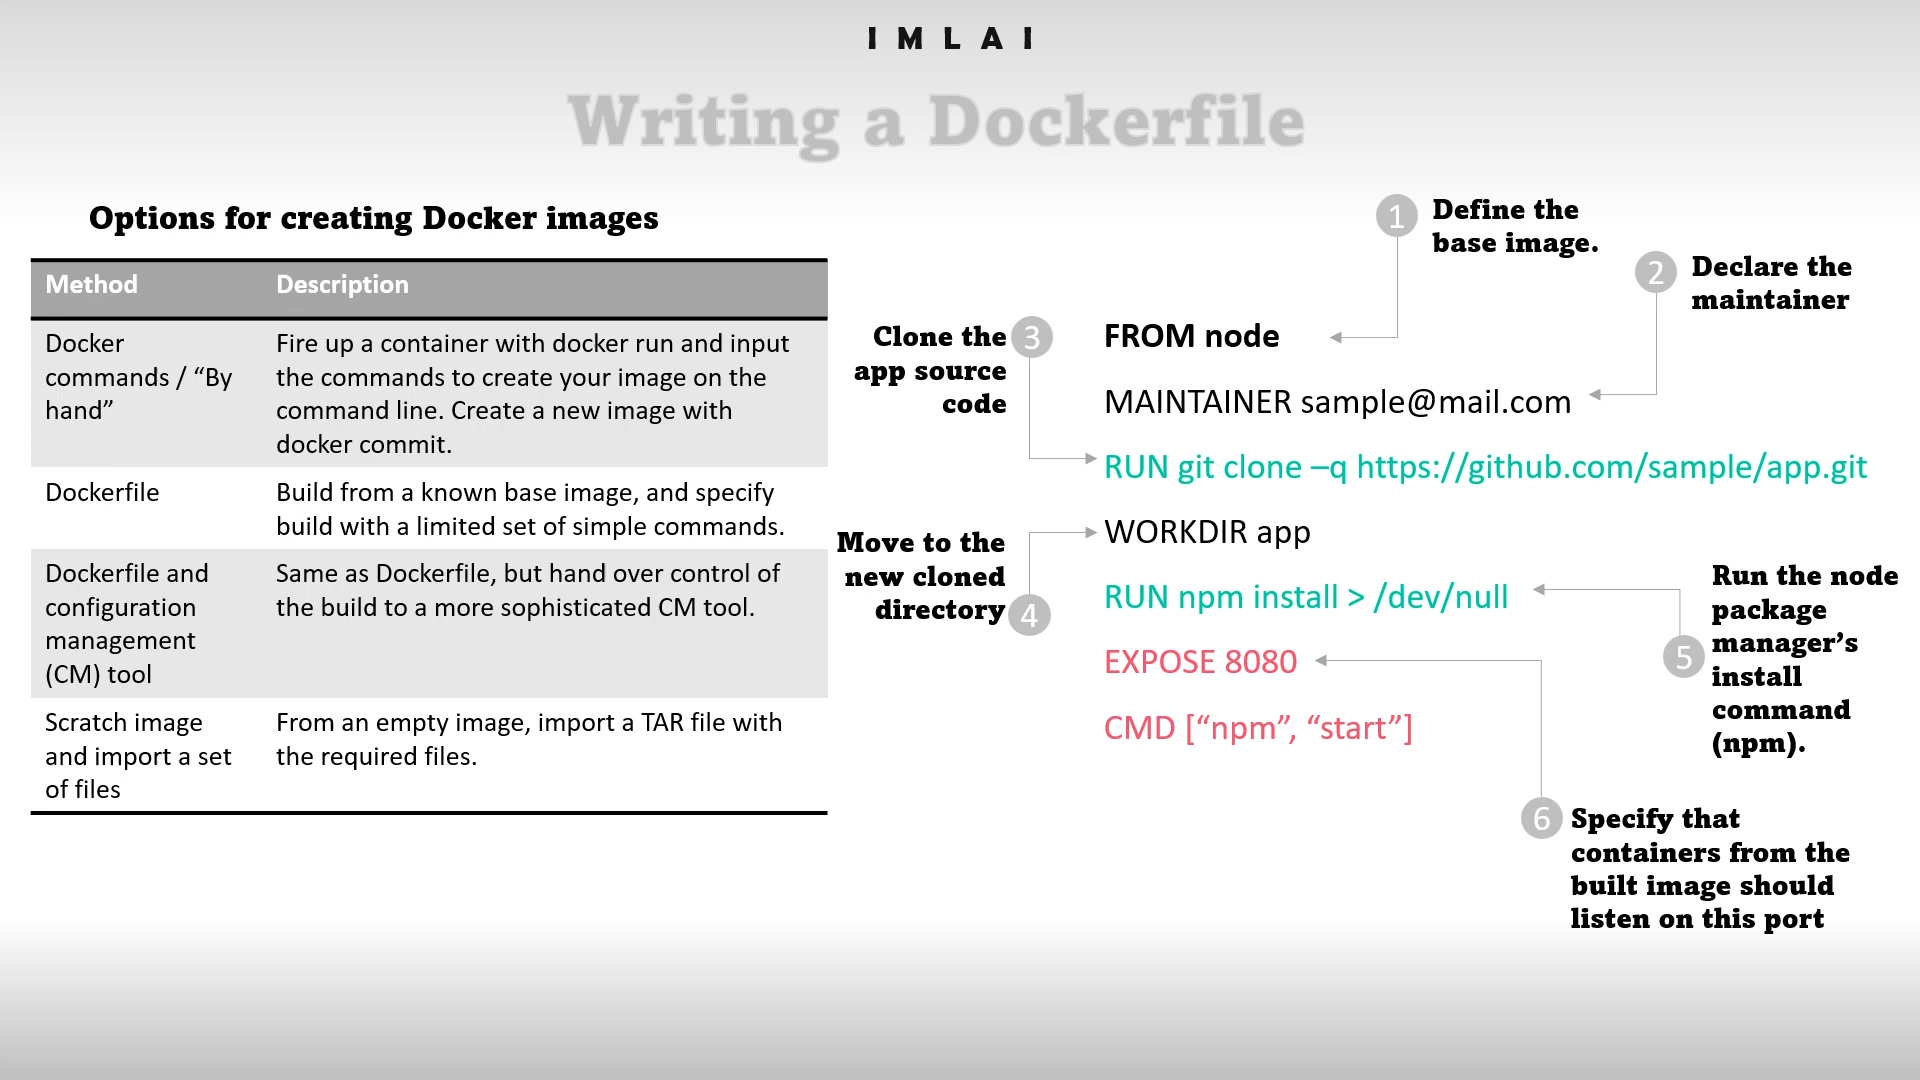 IMLAI
Writing a Dockerfile
Options for creating Docker images
Method Description
Docker
commands / “By
hand”
Fire up a container with docker run and input
the commands to create your image on the
command line. Create a new image with
docker commit.
Dockerfile
Build from a known base image, and specify
build with a limited set of simple commands.
Dockerfile and
configuration
management
(CM) tool
Same as Dockerfile, but hand over control of
the build to a more sophisticated CM tool.
Scratch image
and import a set
of files
From an empty image, import a TAR file with
the required files.
1
Define the
base image.
2
Declare the
maintainer
3
Clone the
app source
code
4
Move to the
new cloned
directory
FROM node
MAINTAINER sample@mail.com
RUN git clone –q https://github.com/sample/app.git
WORKDIR app
RUN npm install > /dev/null
EXPOSE 8080
CMD [“npm”, “start”]
5
Run the node
package
manager’s
install
command
(npm).
6
Specify that
containers from the
built image should
listen on this port